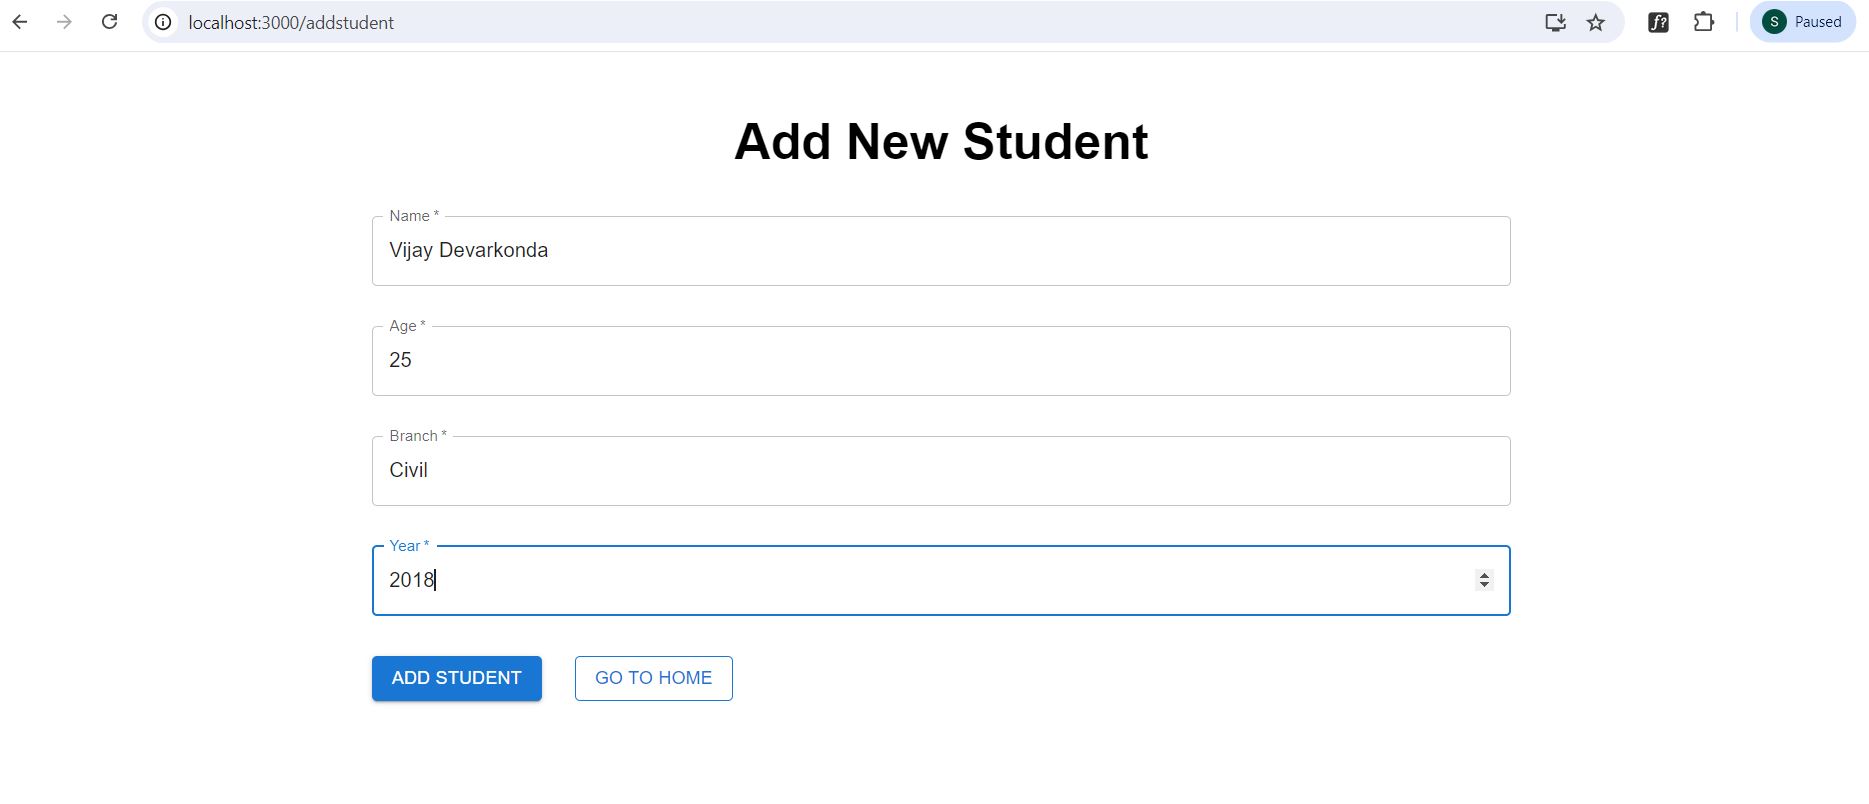 localhost:3000/addstudent
f?
S Paused
Add New Student
Name *
Vijay Devarkonda
Age *
25
Branch *
Civil
Year *
2018
ADD STUDENT GO TO HOME